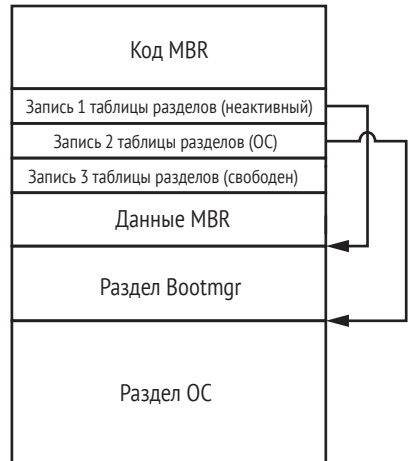 Код MBR
Запись 1 таблицы разделов (неактивный)
Запись 2 таблицы разделов (ОС)
Запись 3 таблицы разделов (свободен)
Данные MBR
Раздел Bootmgr
Раздел ОС